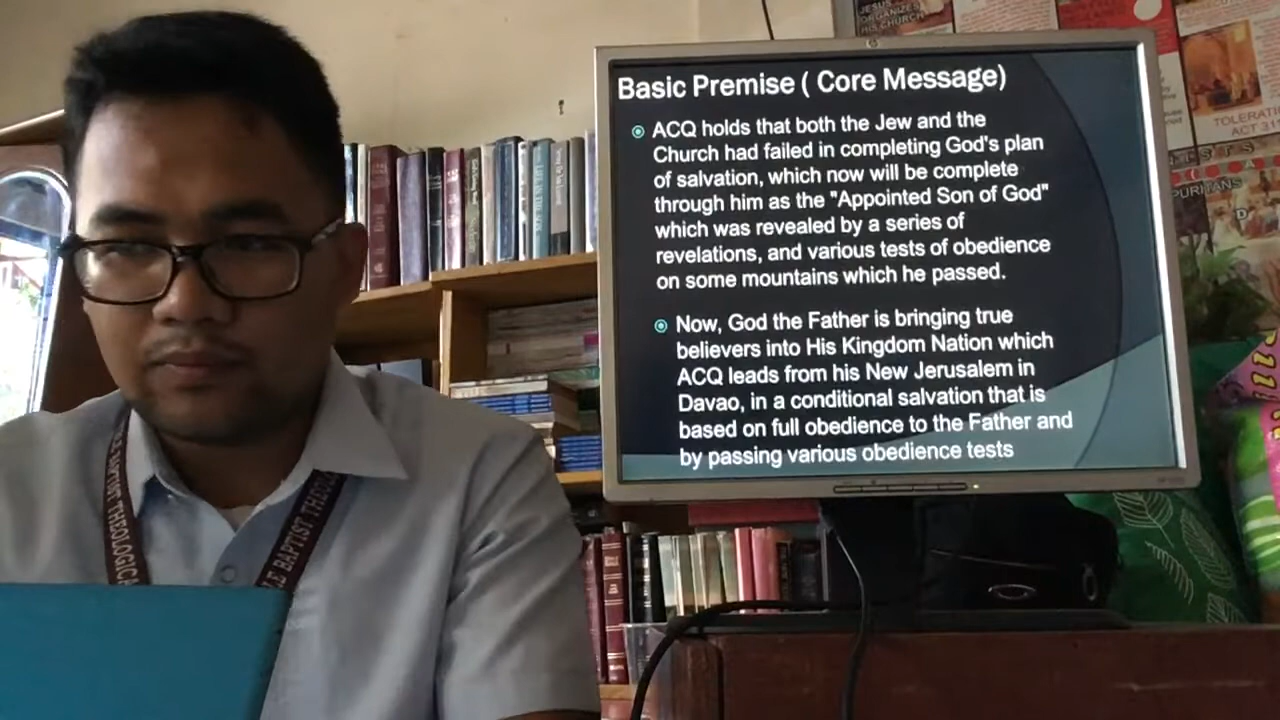 Basic Premise ( Core Message)
ACQ holds that both the Jew and the
Church had failed in completing God's plan
of salvation, which now will be complete
through him as the "Appointed Son of God"
which was revealed by a series of
revelations, and various tests of obedience
on some mountains which he passed.
Now, God the Father is bringing true
believers into His Kingdom Nation which
ACQ leads from his New Jerusalem in
Davao, in a conditional salvation that is
based on full obedience to the Father and
by passing various obedience tests
JESUS
ORGANIZES
HIS CHURCH
TOLERATI
ACT
PURITANS
BAPTIST
THEOLOGICA